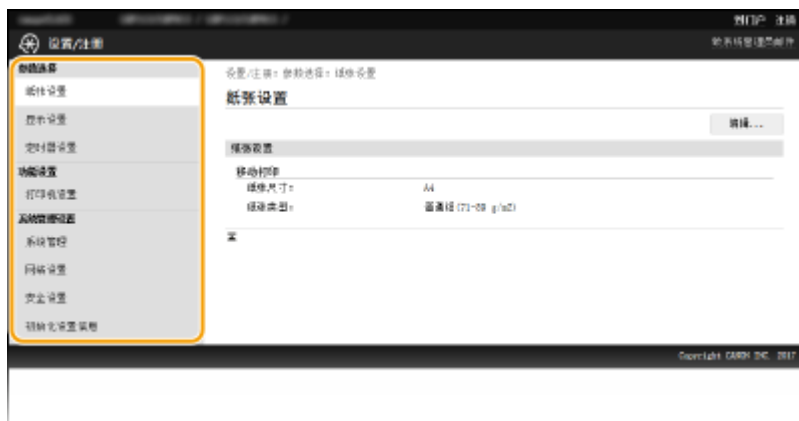 到门户 注销
设置/注册
给系统管理员邮件
参数选择
纸张设置
显示设置
定时器设置
功能设置
打印机设置
系统管理设置
系统管理
网络设置
安全设置
初始化设置信息
设置/注册: 参数选择: 纸张设置
纸张设置
编辑...
纸张设置
移动打印
纸张尺寸: A4
纸张类型: 普通纸(71-89 g/m2)
Copyright CANON INC. 2017